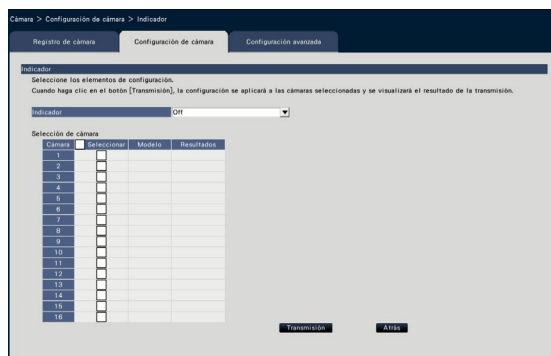 Cámara > Configuración de cámara > Indicador
Registro de cámara Configuración de cámara Configuración avanzada
Indicador
Seleccione los elementos de configuración.
Cuando haga clic en el botón [Transmisión], la configuración se aplicará a las cámaras seleccionadas y se visualizará el resultado de la transmisión.
Indicador Off
Selección de cámara
Cámara Seleccionar Modelo Resultados
1
2
3
4
5
6
7
8
9
10
11
12
13
14
15
16
Transmisión Atrás